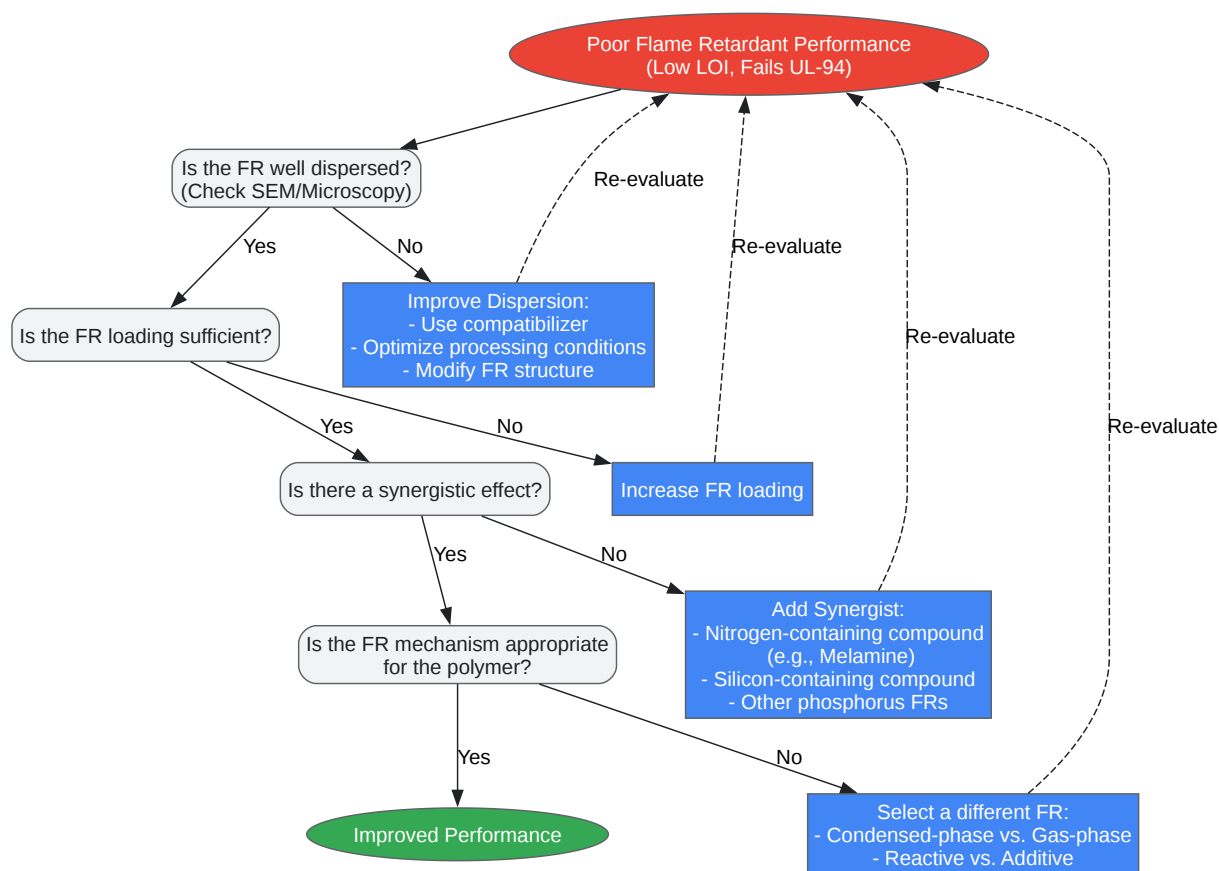 Poor Flame Retardant Performance
(Low LOI, Fails UL-94)
Is the FR well dispersed?
(Check SEM/Microscopy)
Re-evaluate
Yes
No
Re-evaluate
Improve Dispersion:
- Use compatibilizer
- Optimize processing conditions
- Modify FR structure
Is the FR loading sufficient?
Re-evaluate
Yes
No
Re-evaluate
Is there a synergistic effect?
Increase FR loading
Yes
No
Add Synergist:
- Nitrogen-containing compound
(e.g., Melamine)
- Silicon-containing compound
- Other phosphorus FRs
Is the FR mechanism appropriate
for the polymer?
Yes
No
Improved Performance
Select a different FR:
- Condensed-phase vs. Gas-phase
- Reactive vs. Additive